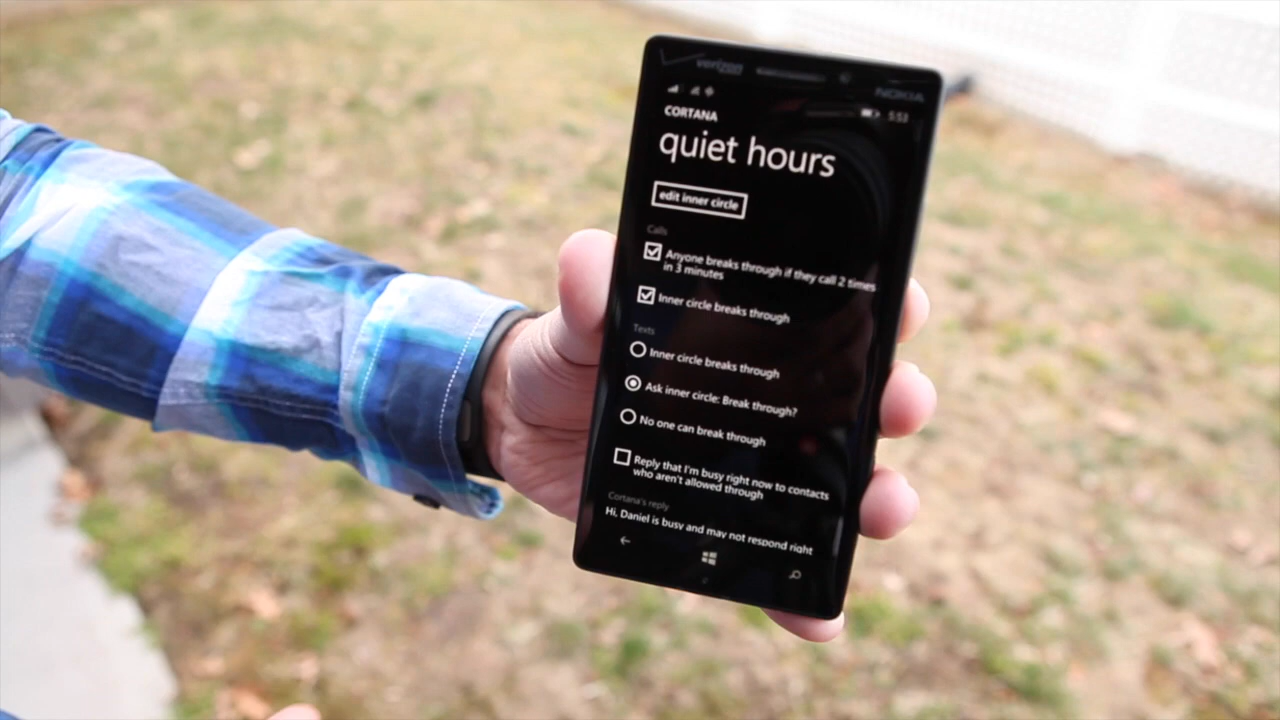 verizon
NOKIA
5:53
CORTANA
quiet hours
edit inner circle
Calls
Anyone breaks through if they call 2 times
in 3 minutes
Inner circle breaks through
Texts
Inner circle breaks through
Ask inner circle: Break through?
No one can break through
Reply that I'm busy right now to contacts
who aren't allowed through
Cortana's reply
Hi, Daniel is busy and may not respond right